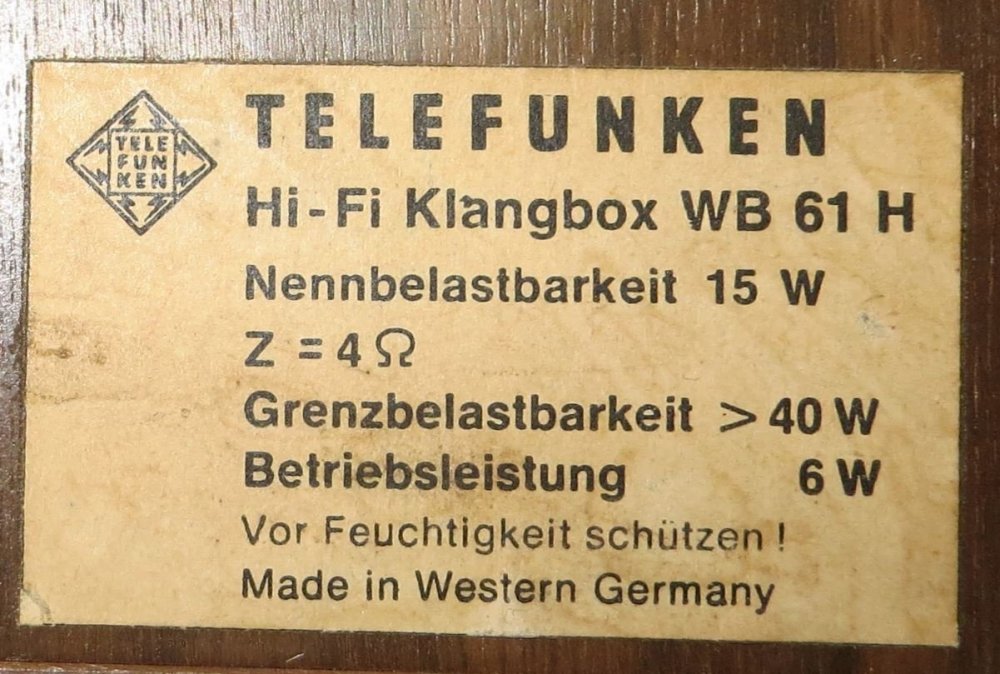 TELE
FUN
KEN
TELEFUNKEN
Hi-Fi Klangbox WB 61 H
Nennbelastbarkeit 15 W
Z = 4 Ω
Grenzbelastbarkeit > 40 W
Betriebsleistung 6 W
Vor Feuchtigkeit schützen !
Made in Western Germany